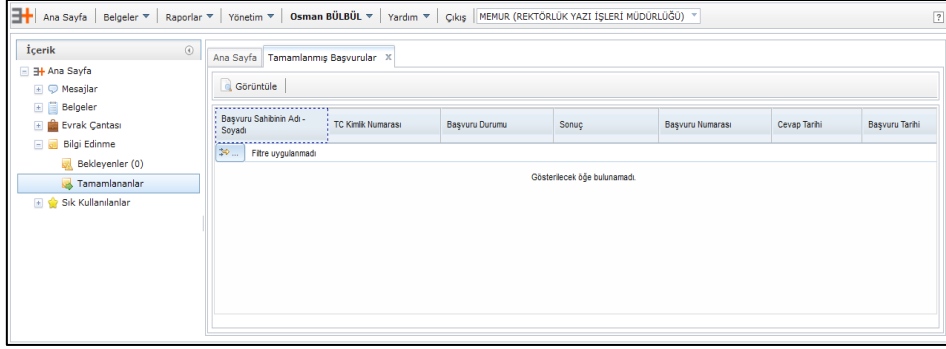 Ana Sayfa Belgeler Raporlar Yönetim Osman BÜLBÜL Yardım Çıkış MEMUR (REKTÖRLÜK YAZI İŞLERİ MÜDÜRLÜĞÜ) ?
İçerik
Ana Sayfa
Mesajlar
Belgeler
Evrak Çantası
Bilgi Edinme
Bekleyenler (0)
Tamamlananlar
Sık Kullanılanlar
Ana Sayfa Tamamlanmış Başvurular X
Görüntüle
Başvuru Sahibinin Adı -
Soyadı
TC Kimlik Numarası Başvuru Durumu Sonuç Başvuru Numarası Cevap Tarihi Başvuru Tarihi
... Filtre uygulanmadı
Gösterilecek öğe bulunamadı.